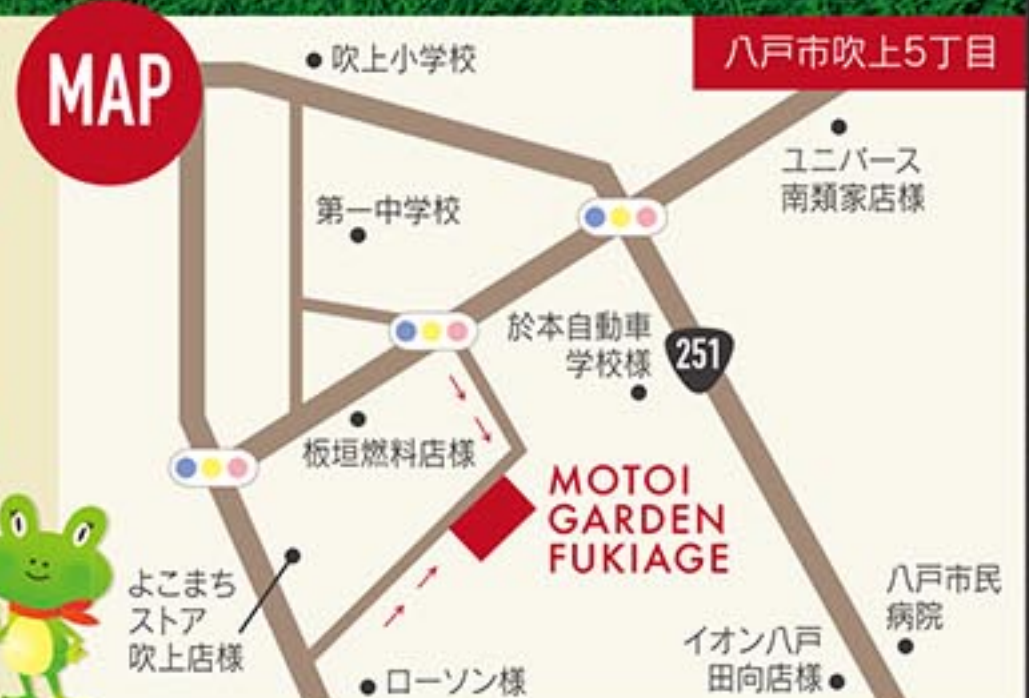 MAP
吹上小学校
八戸市吹上5丁目
ユニバース
南類家店様
第一中学校
於本自動車
学校様
251
板垣燃料店様
MOTOI
GARDEN
FUKIAGE
よこまち
ストア
吹上店様
八戸市民
病院
イオン八戸
田向店様
ローソン様